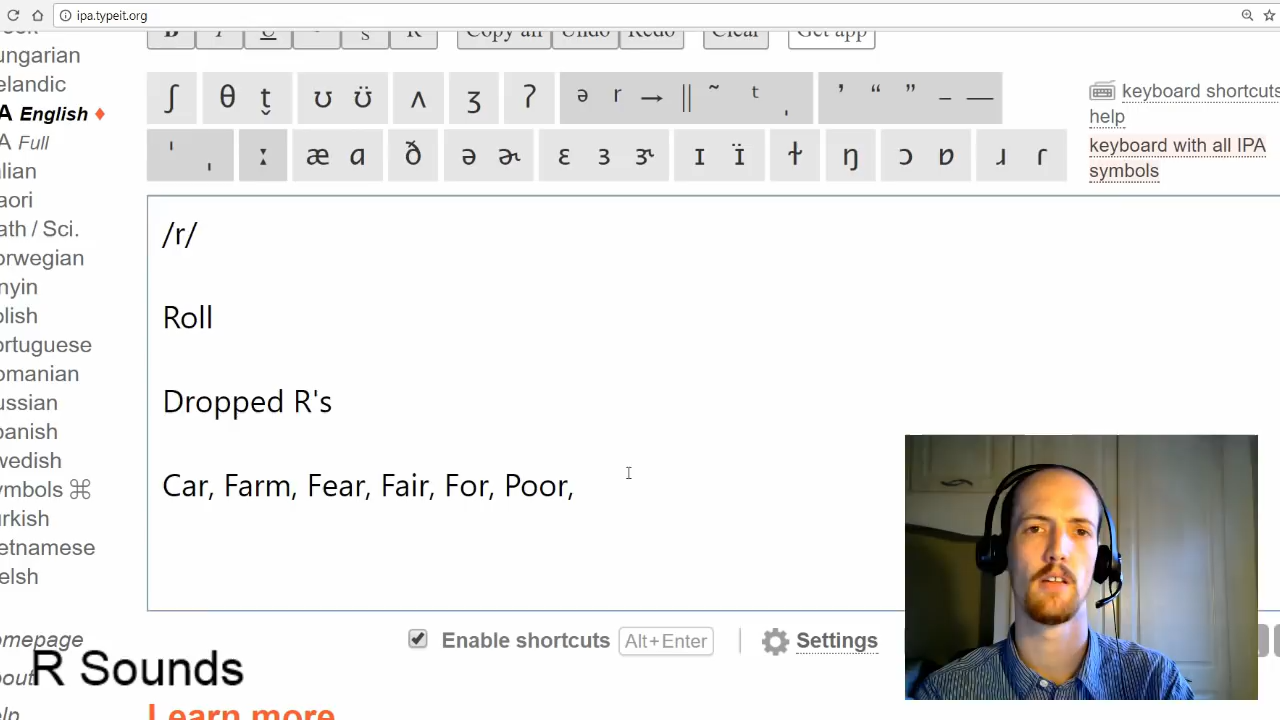 ipa.typeit.org
Copy all Undo Redo Clear Get app
ʃ θ t̬ ʊ ʊ̈ ʌ ʒ ʔ ə r → ‖ ˜ t ˌ ’ “ ” – —
ˈ ˌ ː æ ɑ ð ə ɚ ɛ ɜ ɝ ɪ ɪ̈ ɫ ŋ ɔ ɒ ɹ ɾ
keyboard shortcuts
help
keyboard with all IPA
symbols
ungarian
elandic
A English ♦
A Full
alian
aori
ath / Sci.
orwegian
nyin
olish
ortuguese
omanian
ussian
panish
wedish
ymbols ⌘
urkish
etnamese
elsh
omepage
bout
elp
/r/
Roll
Dropped R's
Car, Farm, Fear, Fair, For, Poor,
Enable shortcuts Alt+Enter Settings
R Sounds
Learn more